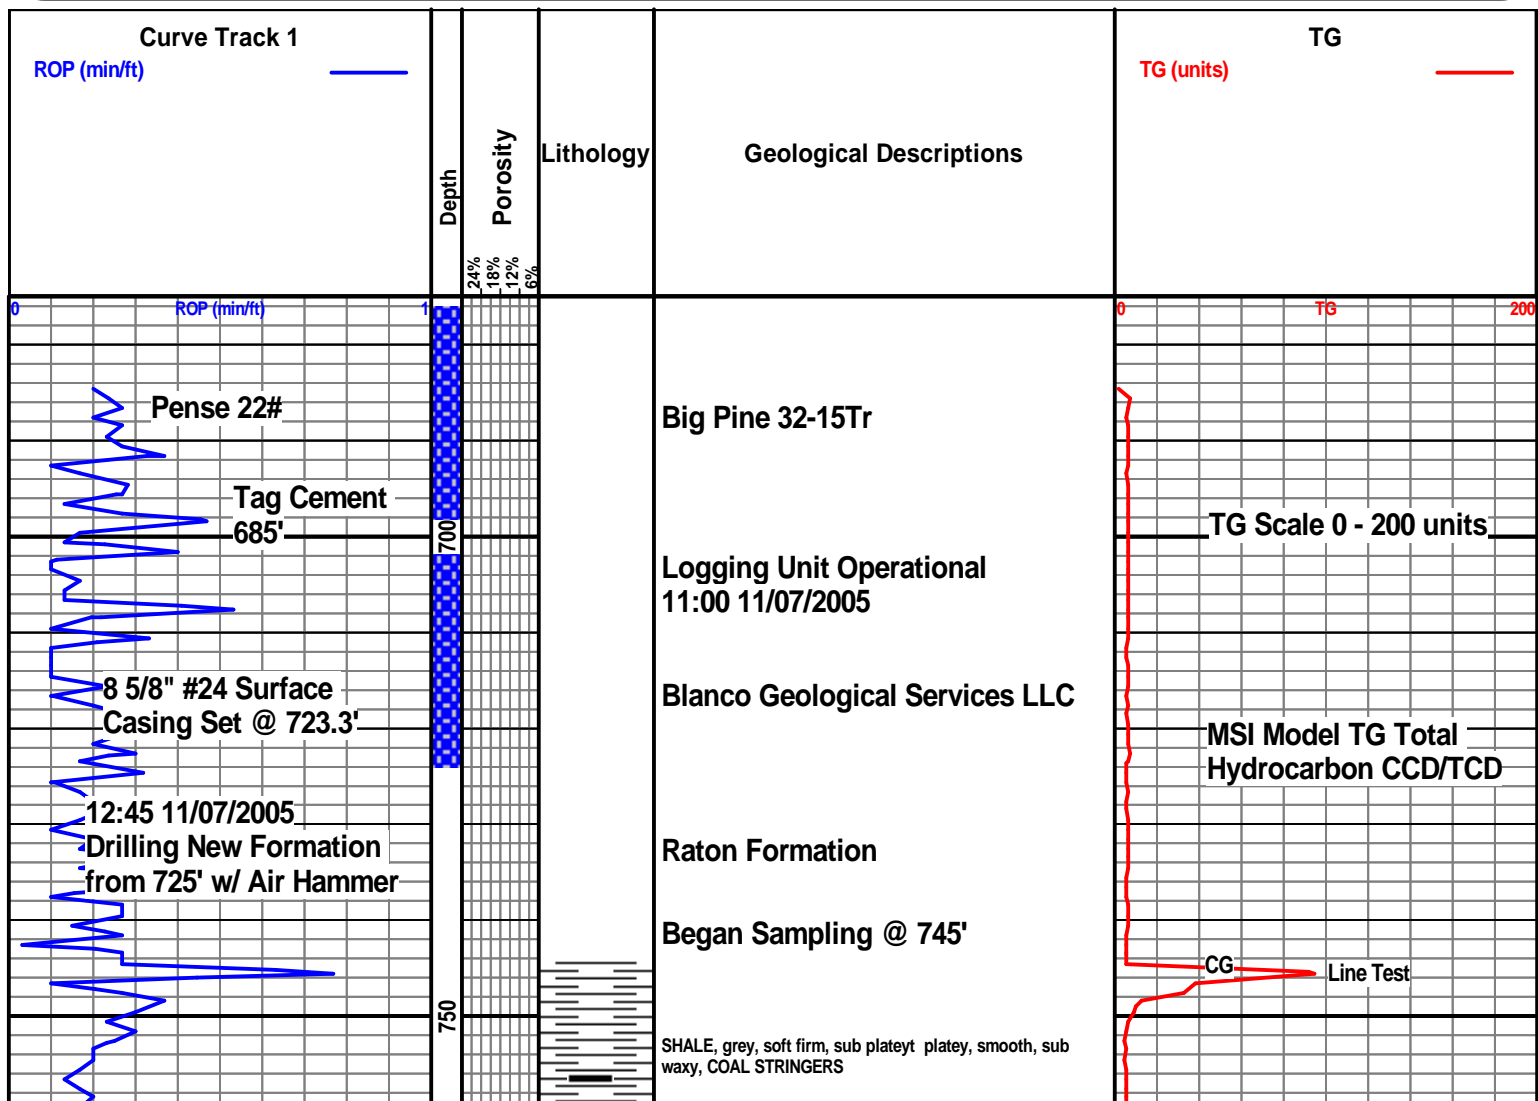 Curve Track 1
ROP (min/ft)
Depth
Porosity
24%
18%
12%
6%
Lithology
Geological Descriptions
TG
TG (units)
0 ROP (min/ft) 1
0 TG 200
Pense 22#
Tag Cement
685'
700
8 5/8" #24 Surface
Casing Set @ 723.3'
12:45 11/07/2005
Drilling New Formation
from 725' w/ Air Hammer
750
Big Pine 32-15Tr
Logging Unit Operational
11:00 11/07/2005
Blanco Geological Services LLC
Raton Formation
Began Sampling @ 745'
SHALE, grey, soft firm, sub plateyt platey, smooth, sub
waxy, COAL STRINGERS
TG Scale 0 - 200 units
MSI Model TG Total
Hydrocarbon CCD/TCD
CG
Line Test